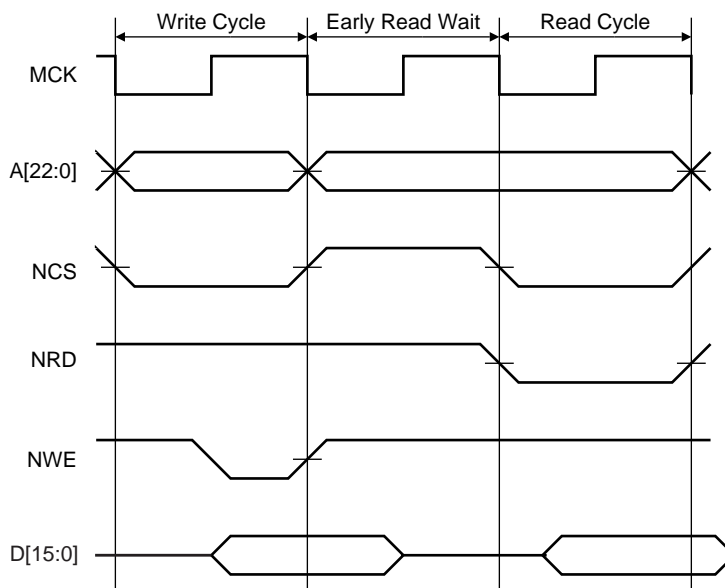 Write Cycle Early Read Wait Read Cycle
MCK
A[22:0]
NCS
NRD
NWE
D[15:0]